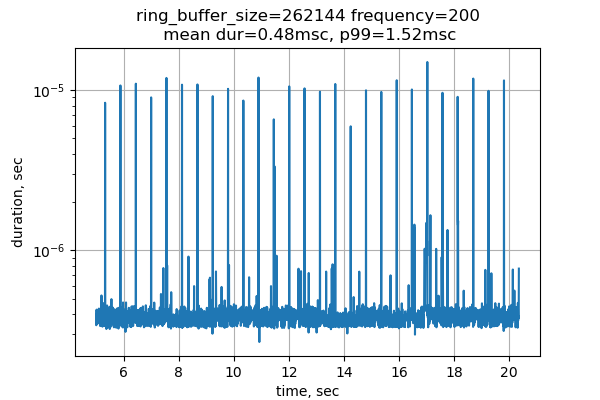 ring_buffer_size=262144 frequency=200
mean dur=0.48msc, p99=1.52msc
duration, sec
10⁻⁵
10⁻⁶
6 8 10 12 14 16 18 20
time, sec